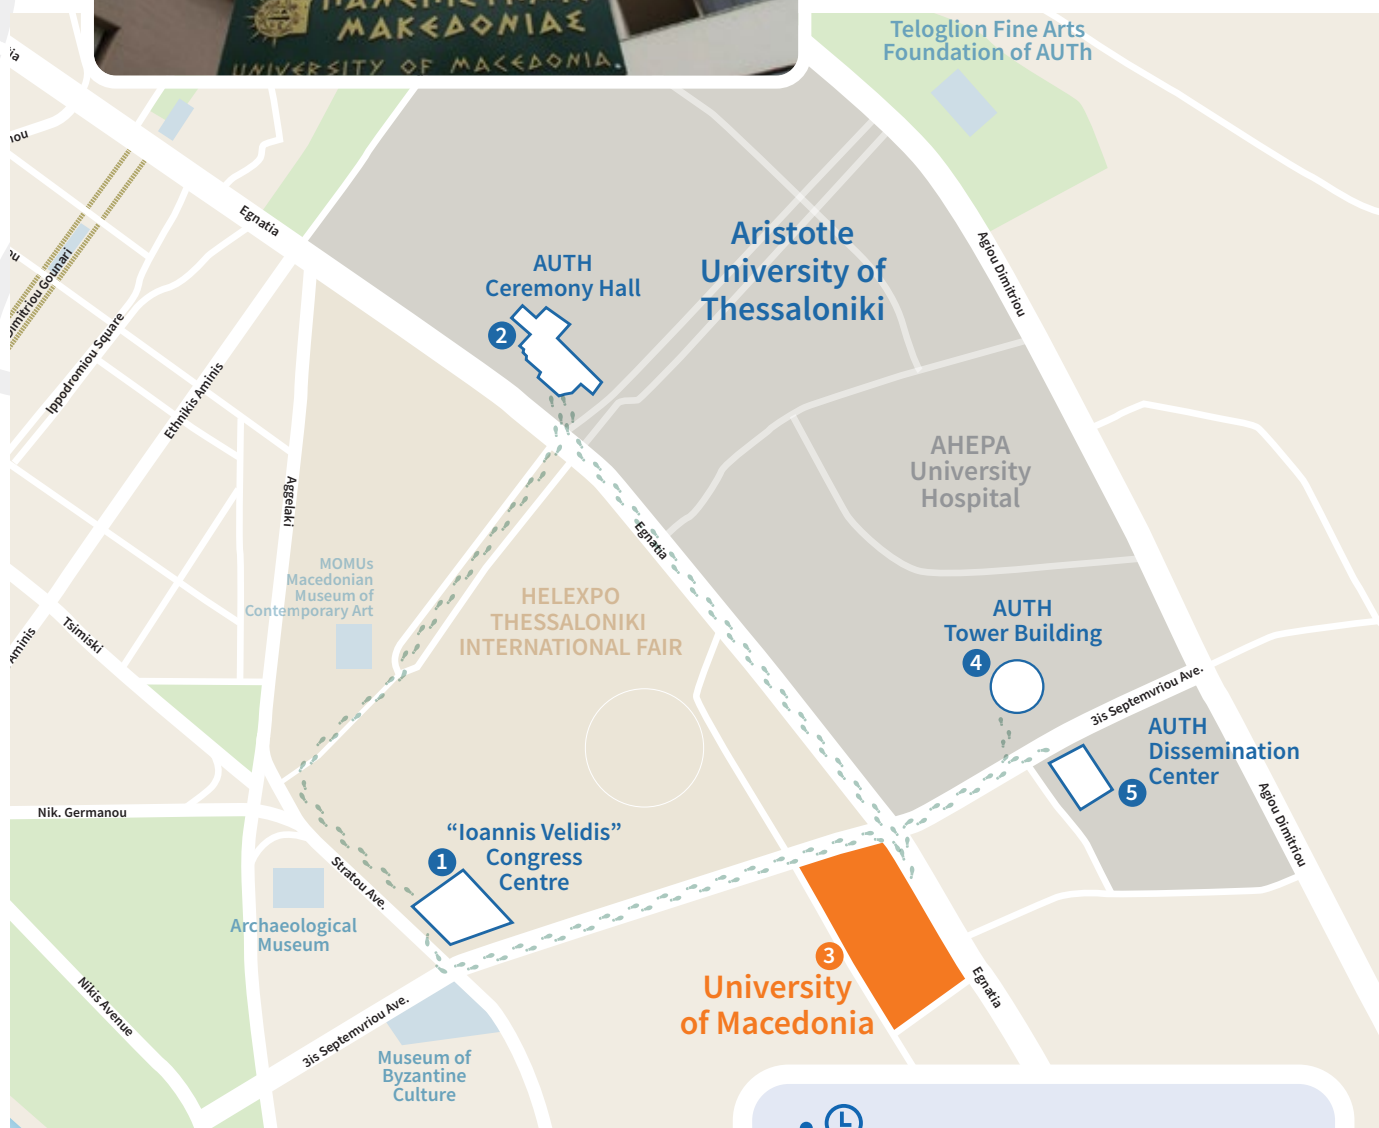 ΜΑΚΕΔΟΝΙΑΣ
UNIVERSITY OF MACEDONIA
Teloglion Fine Arts
Foundation of AUTh
Egnatia
Agiou Dimitriou
Aristotle
University of
Thessaloniki
AUTH
Ceremony Hall
2
Dimitriou Gounari
Ippodromiou Square
Ethnikis Aminis
Aggelaki
AHEPA
University
Hospital
Egnatia
MOMUs
Macedonian
Museum of
Contemporary Art
HELEXPO
THESSALONIKI
INTERNATIONAL FAIR
AUTH
Tower Building
4
Tsimiski
Aminis
3is Septemvriou Ave.
AUTH
Dissemination
Center
5
Agiou Dimitriou
Nik. Germanou
“Ioannis Velidis”
Congress
Centre
1
Stratou Ave.
Archaeological
Museum
3
University
of Macedonia
Egnatia
Nikis Avenue
3is Septemvriou Ave.
Museum of
Byzantine
Culture